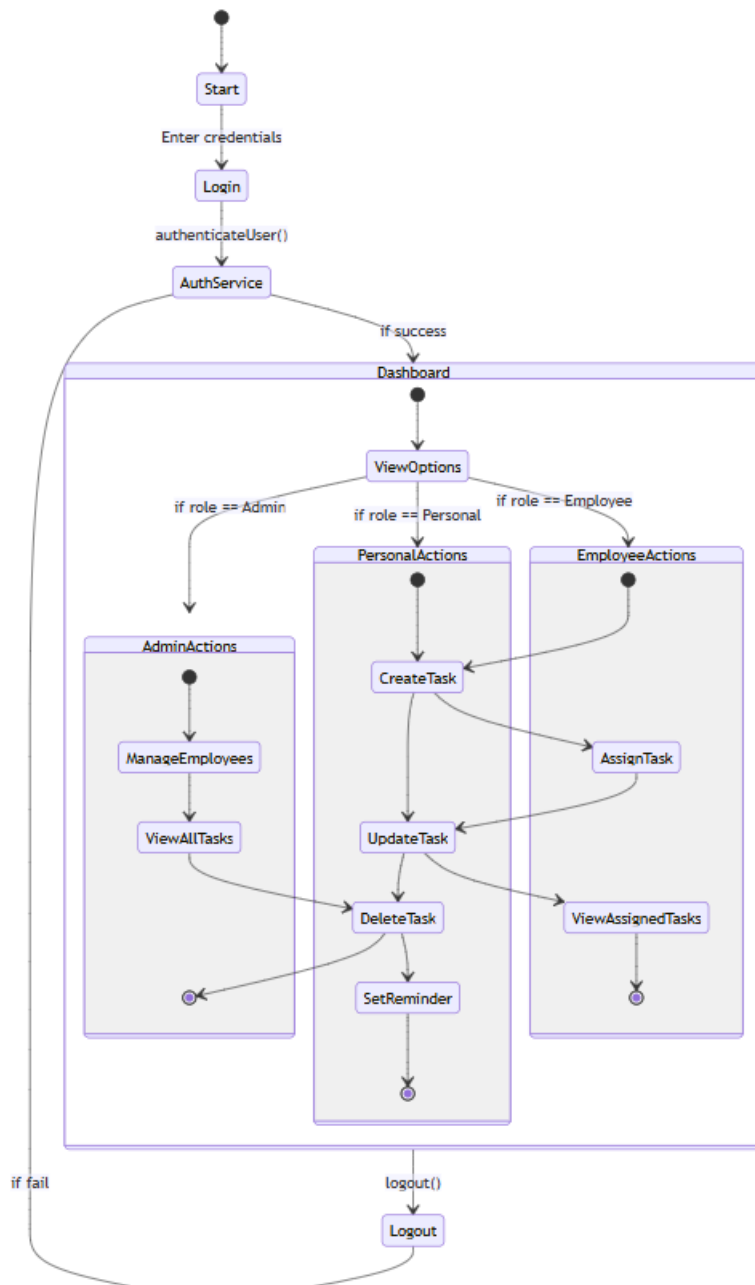 Start
Enter credentials
Login
authenticateUser()
AuthService
if success
Dashboard
ViewOptions
if role == Admin
if role == Personal
if role == Employee
PersonalActions
EmployeeActions
AdminActions
CreateTask
ManageEmployees
AssignTask
ViewAllTasks
UpdateTask
DeleteTask
ViewAssignedTasks
SetReminder
if fail
logout()
Logout